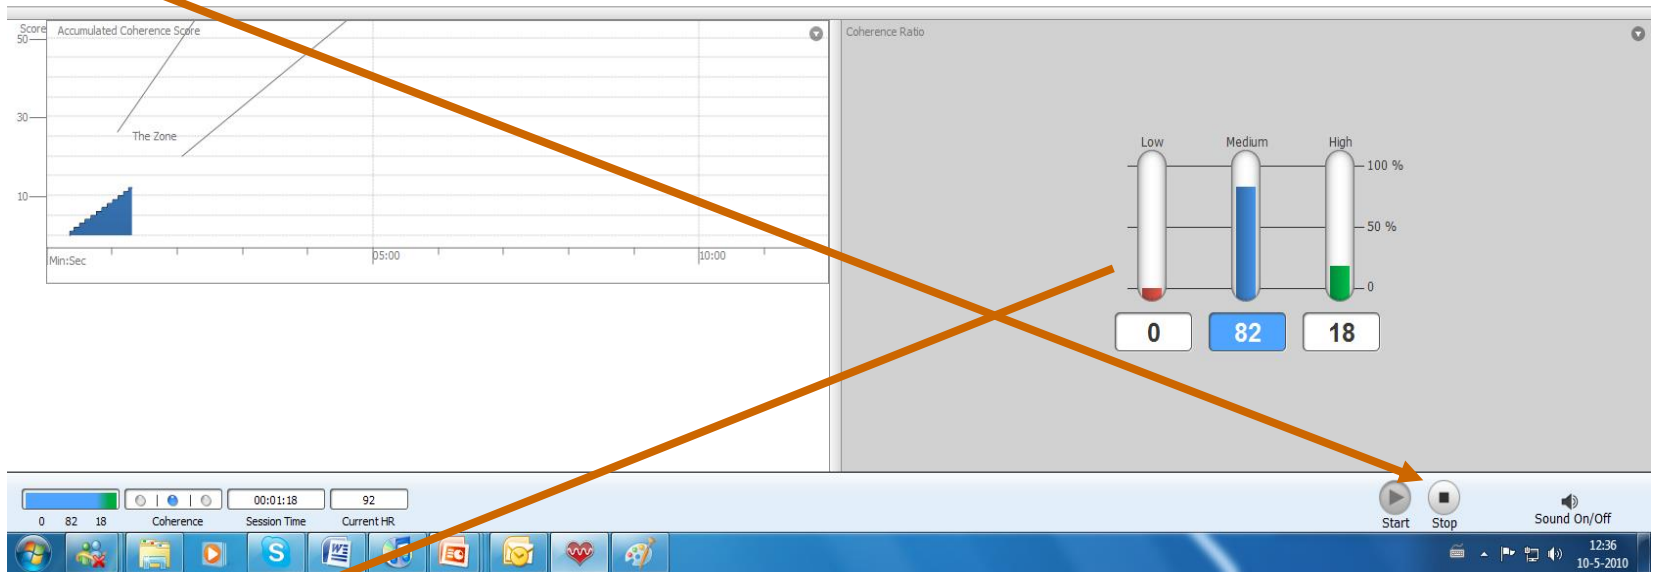 Score
Accumulated Coherence Score
50
30
The Zone
10
Min:Sec
05:00
10:00
Coherence Ratio
Low Medium High
100 %
50 %
0
0 82 18
00:01:18 92
0 82 18 Coherence Session Time Current HR
Start Stop Sound On/Off
12:36
10-5-2010